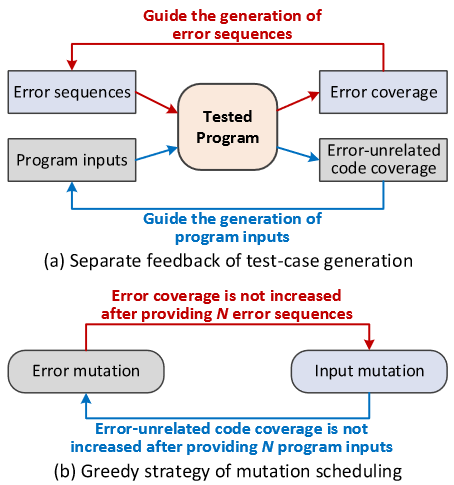 Guide the generation of
error sequences
Error sequences
Tested
Program
Error coverage
Program inputs
Error-unrelated
code coverage
Guide the generation of
program inputs
(a) Separate feedback of test-case generation
Error coverage is not increased
after providing N error sequences
Error mutation
Input mutation
Error-unrelated code coverage is not
increased after providing N program inputs
(b) Greedy strategy of mutation scheduling